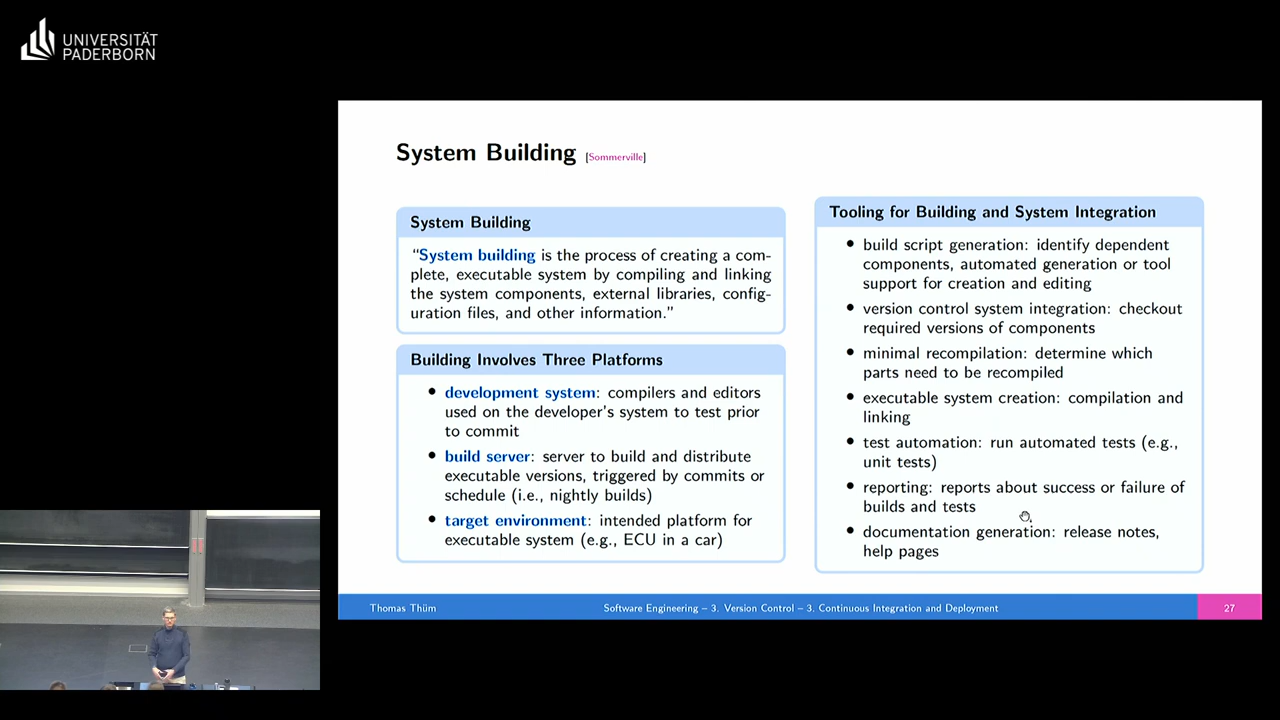 UNIVERSITÄT
PADERBORN
System Building [Sommerville]
System Building
“System building is the process of creating a com-
plete, executable system by compiling and linking
the system components, external libraries, config-
uration files, and other information.”
Building Involves Three Platforms
• development system: compilers and editors
used on the developer's system to test prior
to commit
• build server: server to build and distribute
executable versions, triggered by commits or
schedule (i.e., nightly builds)
• target environment: intended platform for
executable system (e.g., ECU in a car)
Tooling for Building and System Integration
• build script generation: identify dependent
components, automated generation or tool
support for creation and editing
• version control system integration: checkout
required versions of components
• minimal recompilation: determine which
parts need to be recompiled
• executable system creation: compilation and
linking
• test automation: run automated tests (e.g.,
unit tests)
• reporting: reports about success or failure of
builds and tests
• documentation generation: release notes,
help pages
Thomas Thüm
Software Engineering – 3. Version Control – 3. Continuous Integration and Deployment
27